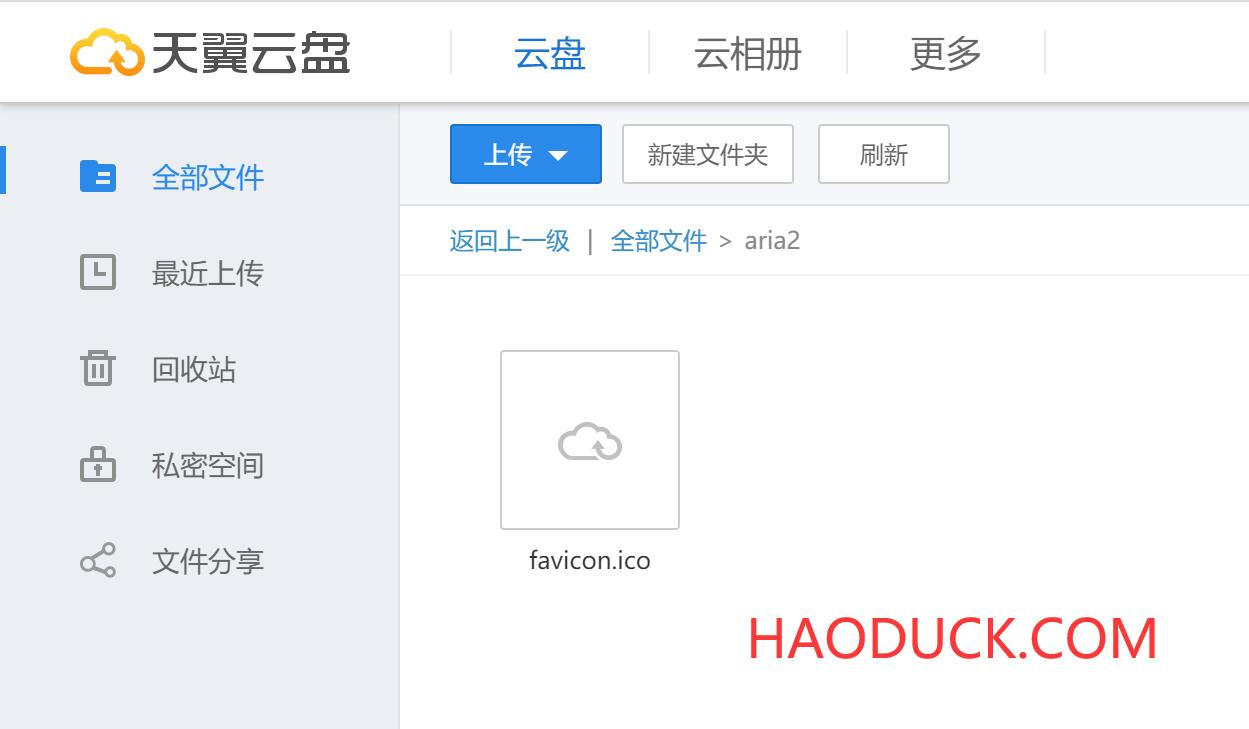 天翼云盘
云盘
云相册
更多
全部文件
最近上传
回收站
私密空间
文件分享
上传
新建文件夹
刷新
返回上一级 | 全部文件 > aria2
favicon.ico
HAODUCK.COM